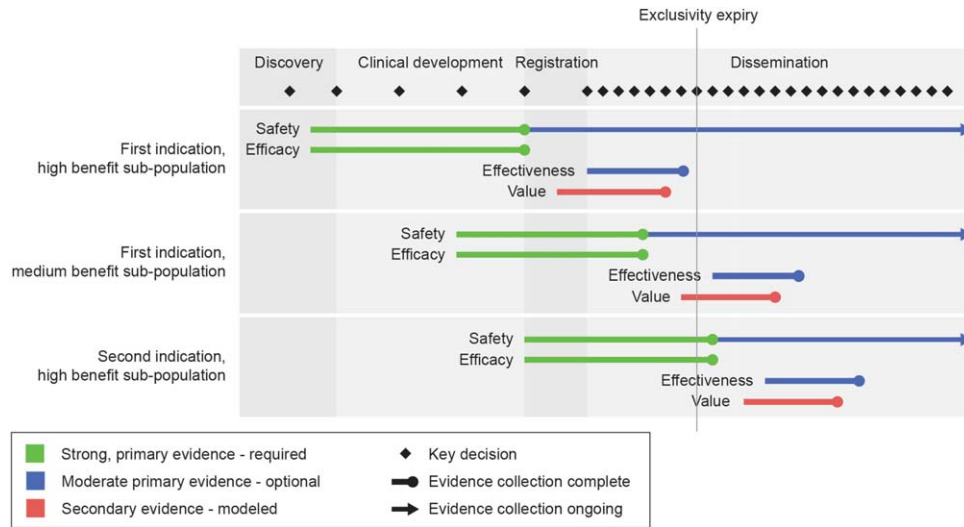 Exclusivity expiry
Discovery Clinical development Registration Dissemination
Safety
Efficacy
First indication,
high benefit sub-population
Effectiveness
Value
Safety
Efficacy
First indication,
medium benefit sub-population
Effectiveness
Value
Safety
Efficacy
Second indication,
high benefit sub-population
Effectiveness
Value
Strong, primary evidence - required
Moderate primary evidence - optional
Secondary evidence - modeled
Key decision
Evidence collection complete
Evidence collection ongoing